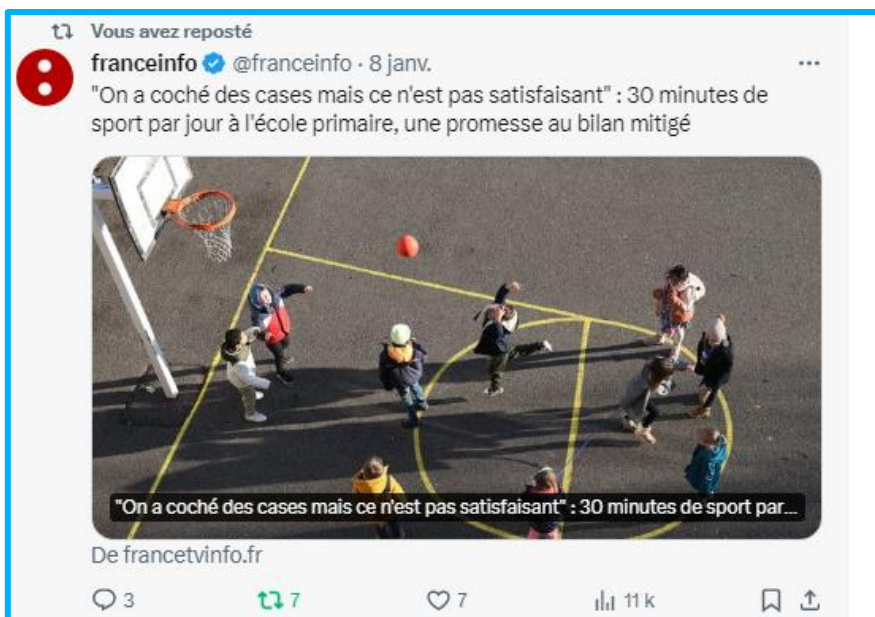 Vous avez reposté
franceinfo @franceinfo · 8 janv.
"On a coché des cases mais ce n'est pas satisfaisant" : 30 minutes de
sport par jour à l'école primaire, une promesse au bilan mitigé
"On a coché des cases mais ce n'est pas satisfaisant" : 30 minutes de sport par...
De francetvinfo.fr
3 7 7 11 k